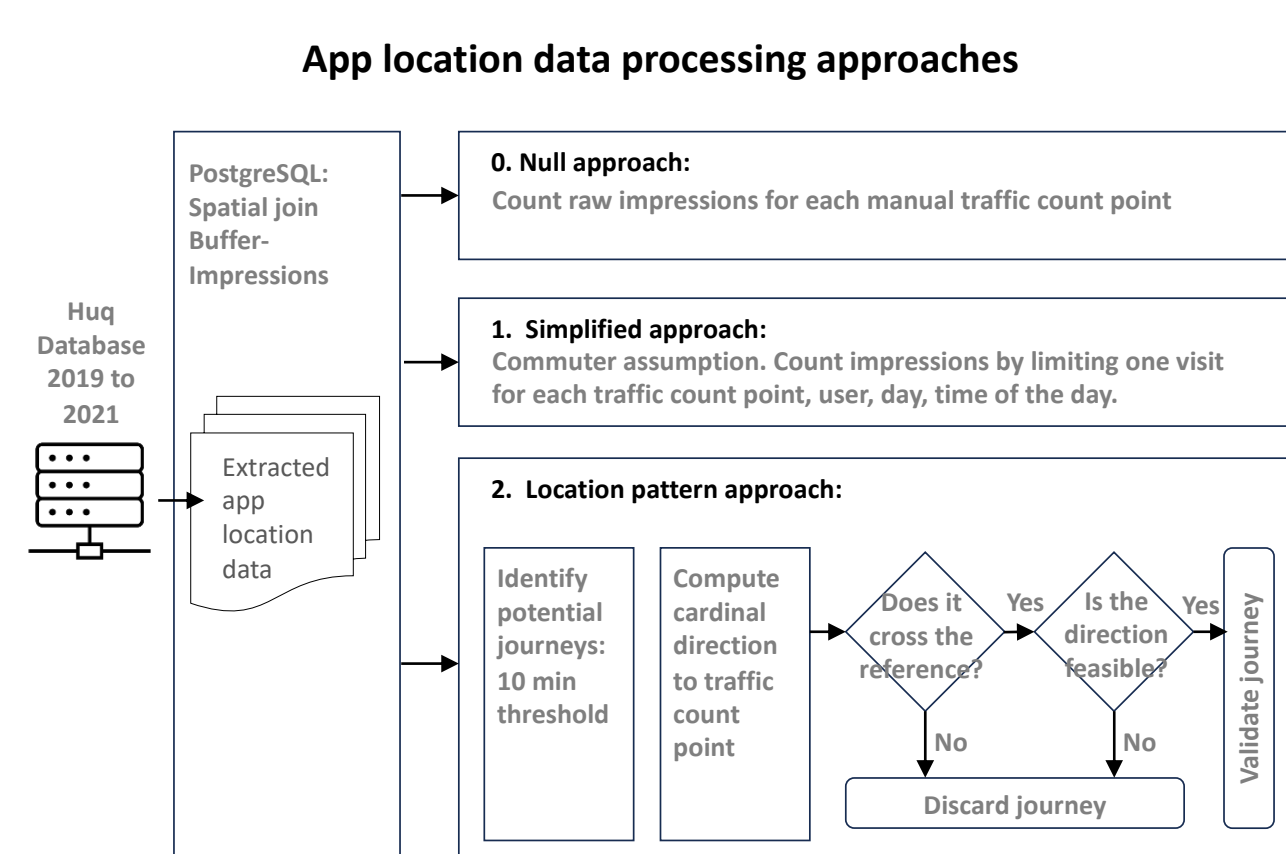 App location data processing approaches
Huq
Database
2019 to
2021
PostgreSQL:
Spatial join
Buffer-
Impressions
Extracted
app
location
data
0. Null approach:
Count raw impressions for each manual traffic count point
1. Simplified approach:
Commuter assumption. Count impressions by limiting one visit
for each traffic count point, user, day, time of the day.
2. Location pattern approach:
Identify
potential
journeys:
10 min
threshold
Compute
cardinal
direction
to traffic
count
point
Does it
cross the
reference?
Yes
No
Is the
direction
feasible?
Yes
No
Discard journey
Validate journey